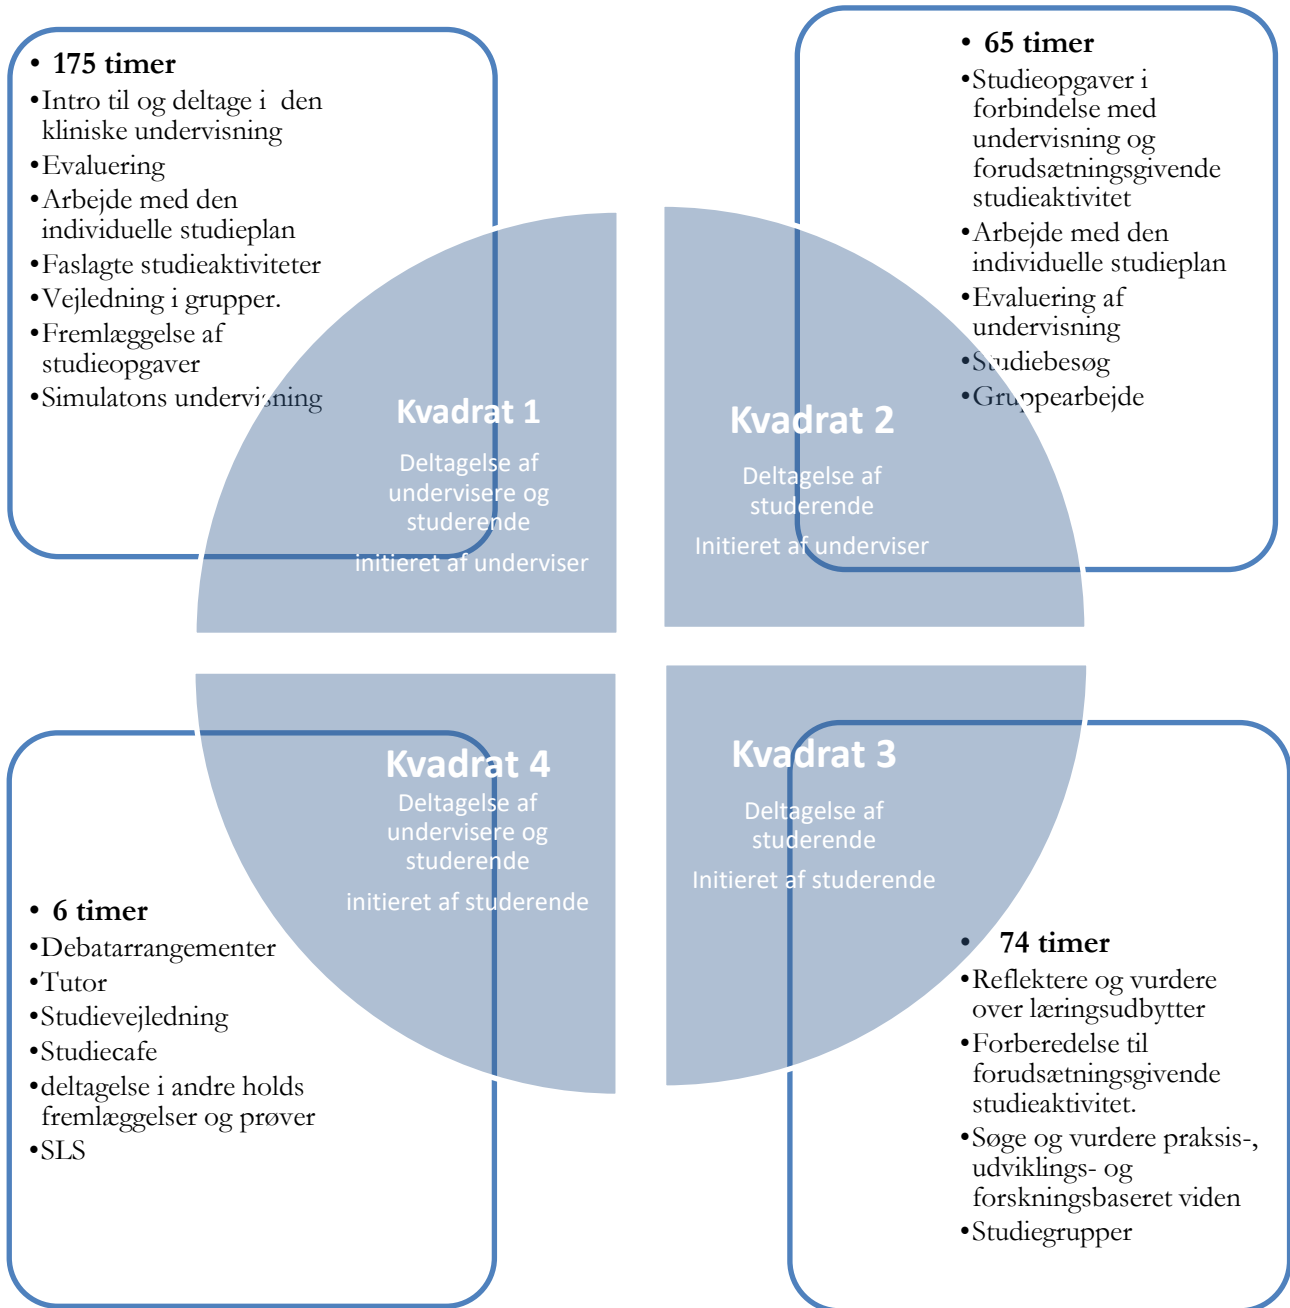 • 175 timer
•Intro til og deltage i den
kliniske undervisning
•Evaluering
•Arbejde med den
individuelle studieplan
•Faslagte studieaktiviteter
•Vejledning i grupper.
•Fremlæggelse af
studieopgaver
•Simulatons undervisning
Kvadrat 1
Deltagelse af
undervisere og
studerende
initieret af underviser
• 65 timer
•Studieopgaver i
forbindelse med
undervisning og
forudsætningsgivende
studieaktivitet
•Arbejde med den
individuelle studieplan
•Evaluering af
undervisning
•Studiebesøg
•Gruppearbejde
Kvadrat 2
Deltagelse af
studerende
Initieret af underviser
Kvadrat 4
Deltagelse af
undervisere og
studerende
initieret af studerende
• 6 timer
•Debatarrangementer
•Tutor
•Studievejledning
•Studiecafe
•deltagelse i andre holds
fremlæggelser og prøver
•SLS
Kvadrat 3
Deltagelse af
studerende
Initieret af studerende
• 74 timer
•Reflektere og vurdere
over læringsudbytter
•Forberedelse til
forudsætningsgivende
studieaktivitet.
•Søge og vurdere praksis-,
udviklings- og
forskningsbaseret viden
•Studiegrupper